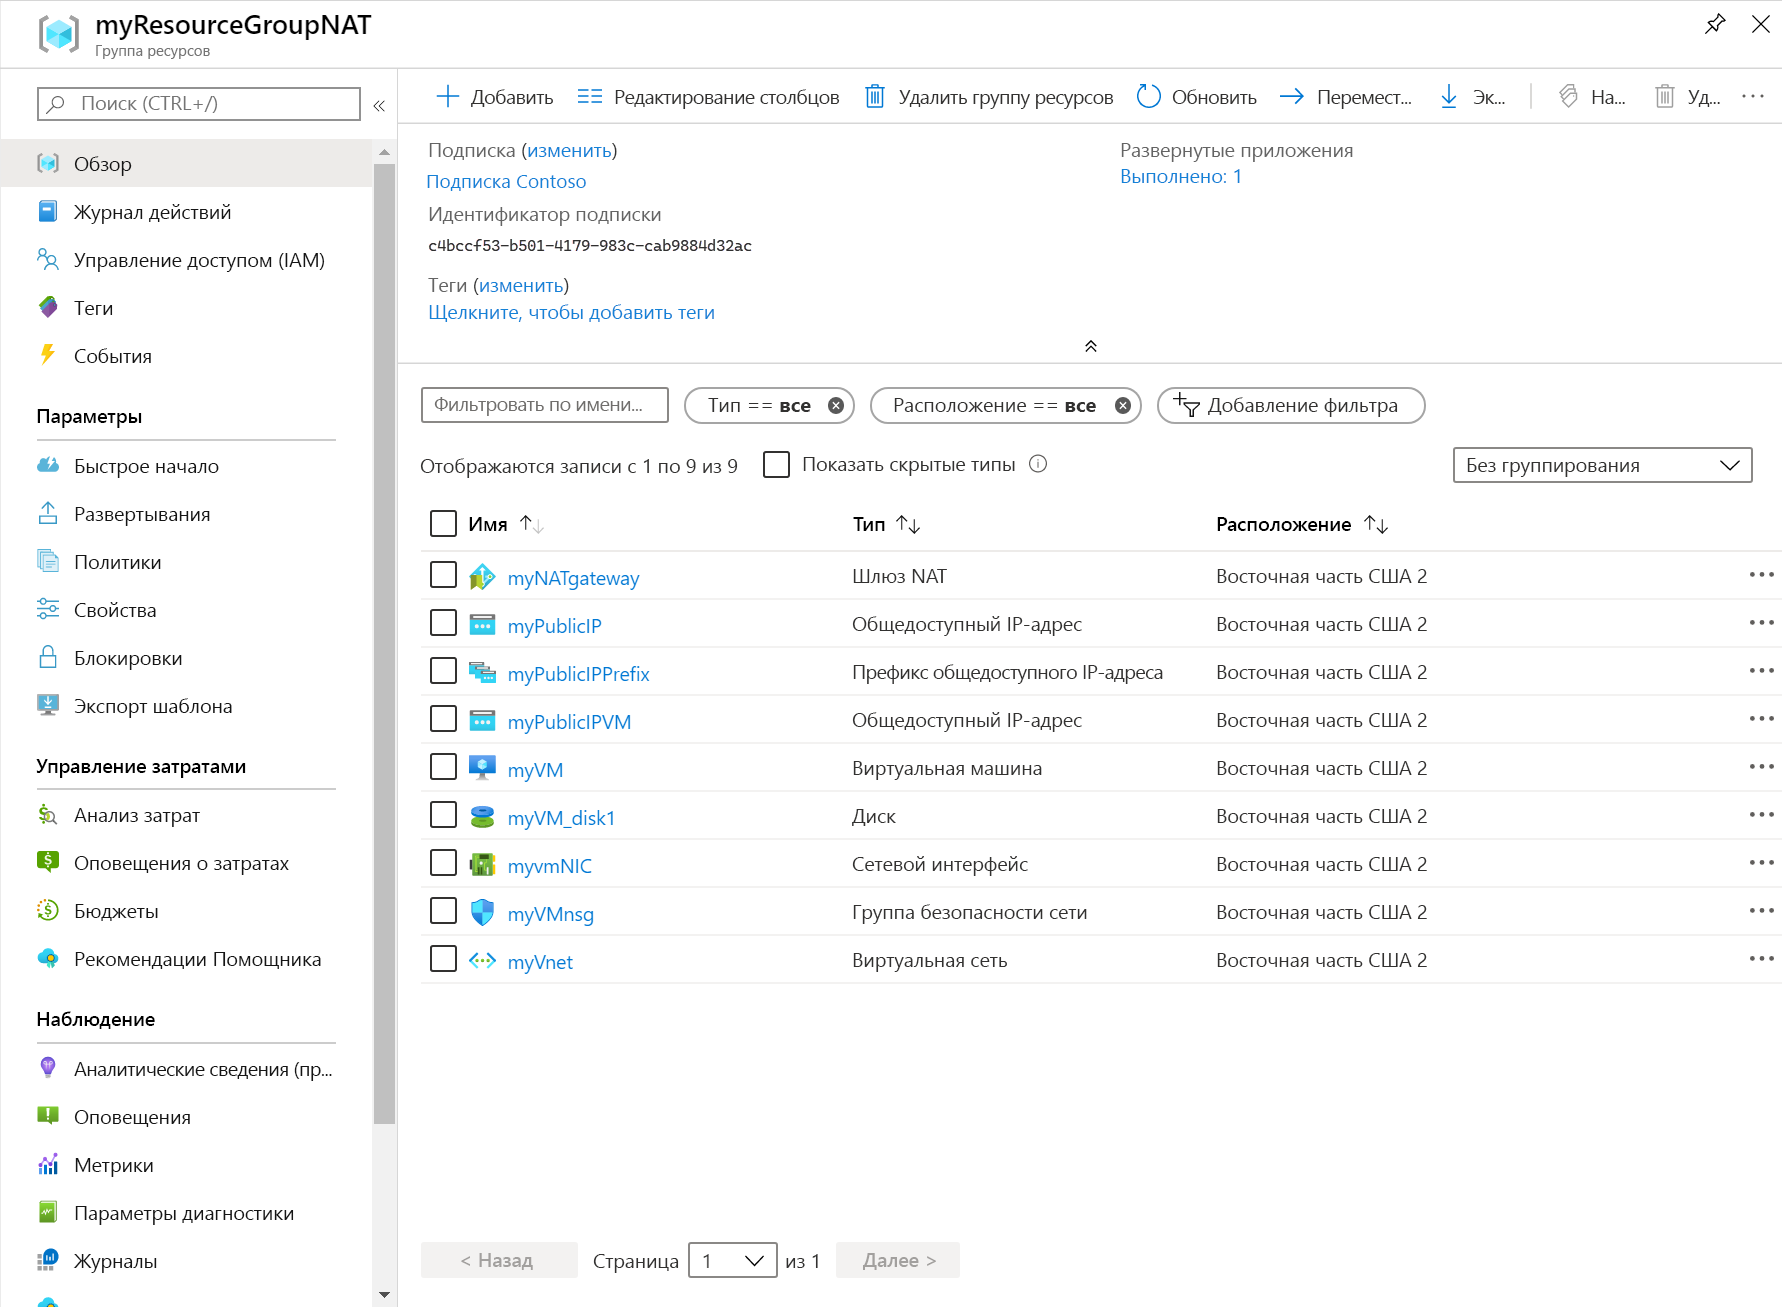 myResourceGroupNAT
Группа ресурсов
Поиск (CTRL+/)
«
Обзор
Журнал действий
Управление доступом (IAM)
Теги
События
Параметры
Быстрое начало
Развертывания
Политики
Свойства
Блокировки
Экспорт шаблона
Управление затратами
Анализ затрат
Оповещения о затратах
Бюджеты
Рекомендации Помощника
Наблюдение
Аналитические сведения (пр...
Оповещения
Метрики
Параметры диагностики
Журналы
Добавить Редактирование столбцов Удалить группу ресурсов Обновить Перемест... Эк... На... Уд... ...
Подписка (изменить)
Подписка Contoso
Идентификатор подписки
c4bccf53-b501-4179-983c-cab9884d32ac
Теги (изменить)
Щелкните, чтобы добавить теги
Развернутые приложения
Выполнено: 1
Фильтровать по имени... Тип == все Расположение == все Добавление фильтра
Отображаются записи с 1 по 9 из 9 Показать скрытые типы Без группирования
Имя Тип Расположение
myNATgateway Шлюз NAT Восточная часть США 2
myPublicIP Общедоступный IP-адрес Восточная часть США 2
myPublicIPPrefix Префикс общедоступного IP-адреса Восточная часть США 2
myPublicIPVM Общедоступный IP-адрес Восточная часть США 2
myVM Виртуальная машина Восточная часть США 2
myVM_disk1 Диск Восточная часть США 2
myvmNIC Сетевой интерфейс Восточная часть США 2
myVMnsg Группа безопасности сети Восточная часть США 2
myVnet Виртуальная сеть Восточная часть США 2
< Назад Страница 1 из 1 Далее >